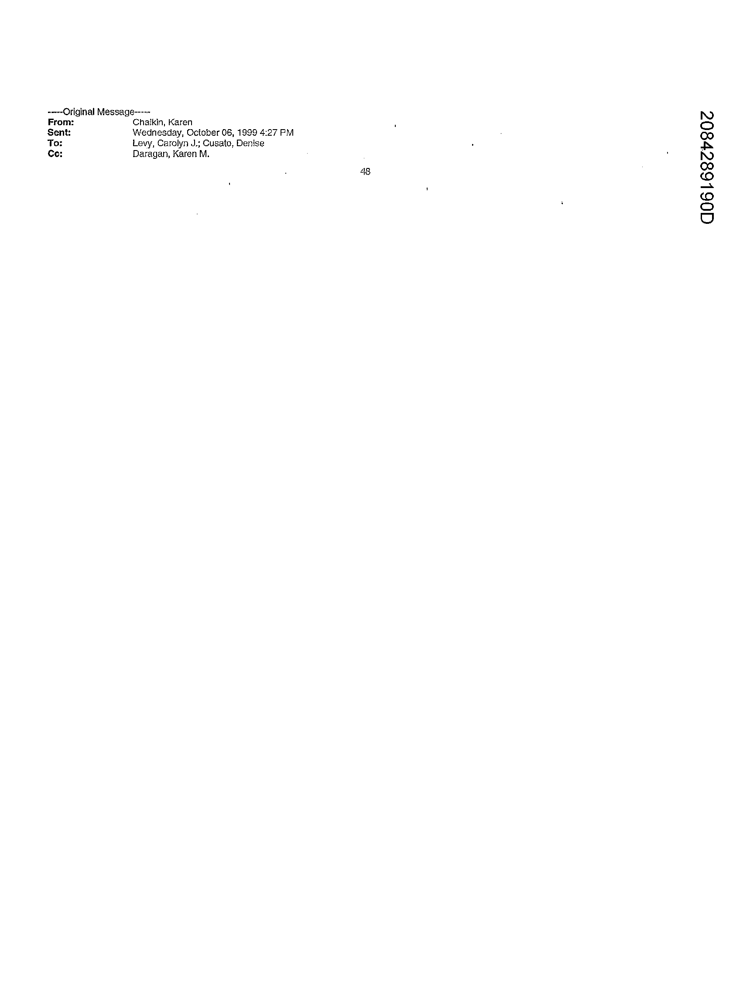 -----Original Message-----
From: Chaikin, Karen
Sent: Wednesday, October 06, 1999 4:27 PM
To: Levy, Carolyn J.; Cusato, Denise
Cc: Daragan, Karen M.
48
2084289190D